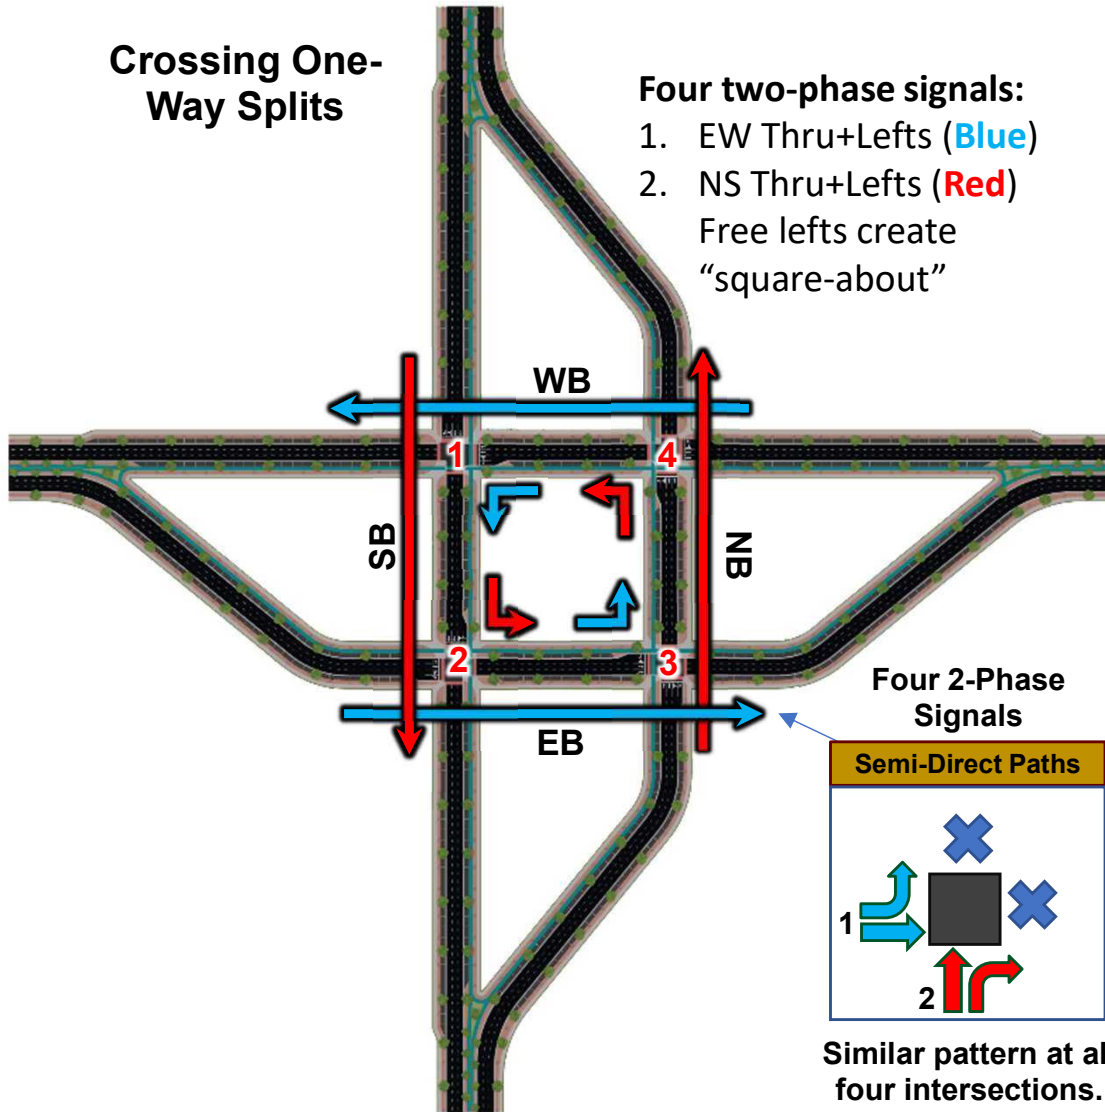 Crossing One-
Way Splits
Four two-phase signals:
1. EW Thru+Lefts (Blue)
2. NS Thru+Lefts (Red)
Free lefts create
“square-about”
WB
SB
NB
EB
1
4
2
3
Four 2-Phase
Signals
Semi-Direct Paths
1
2
Similar pattern at al
four intersections.